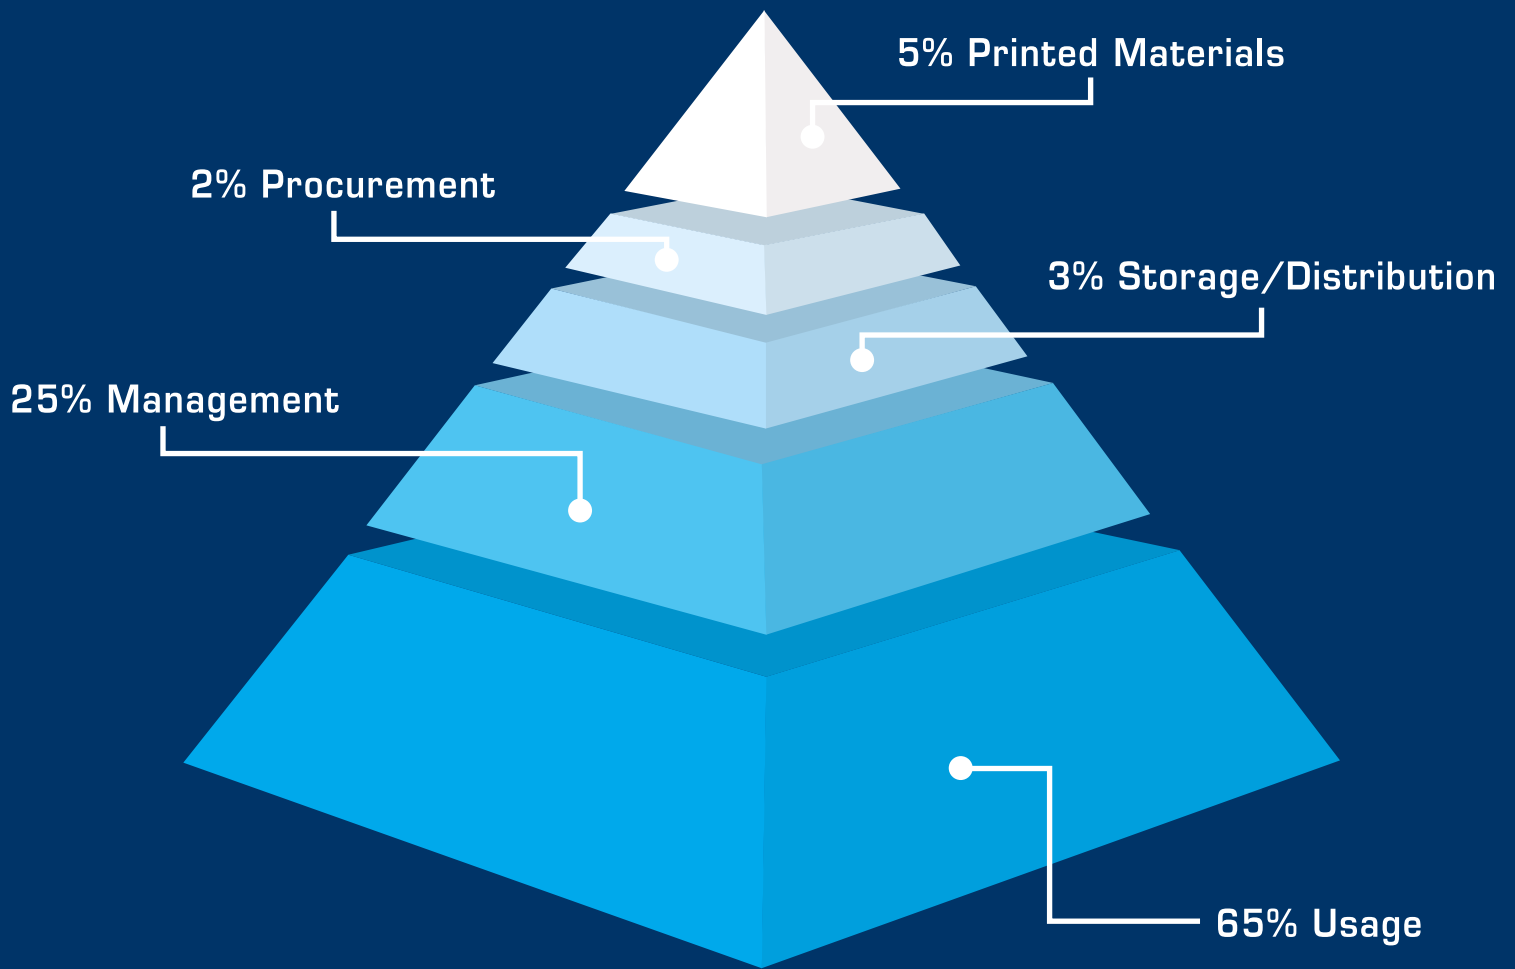 5% Printed Materials
2% Procurement
3% Storage/Distribution
25% Management
65% Usage